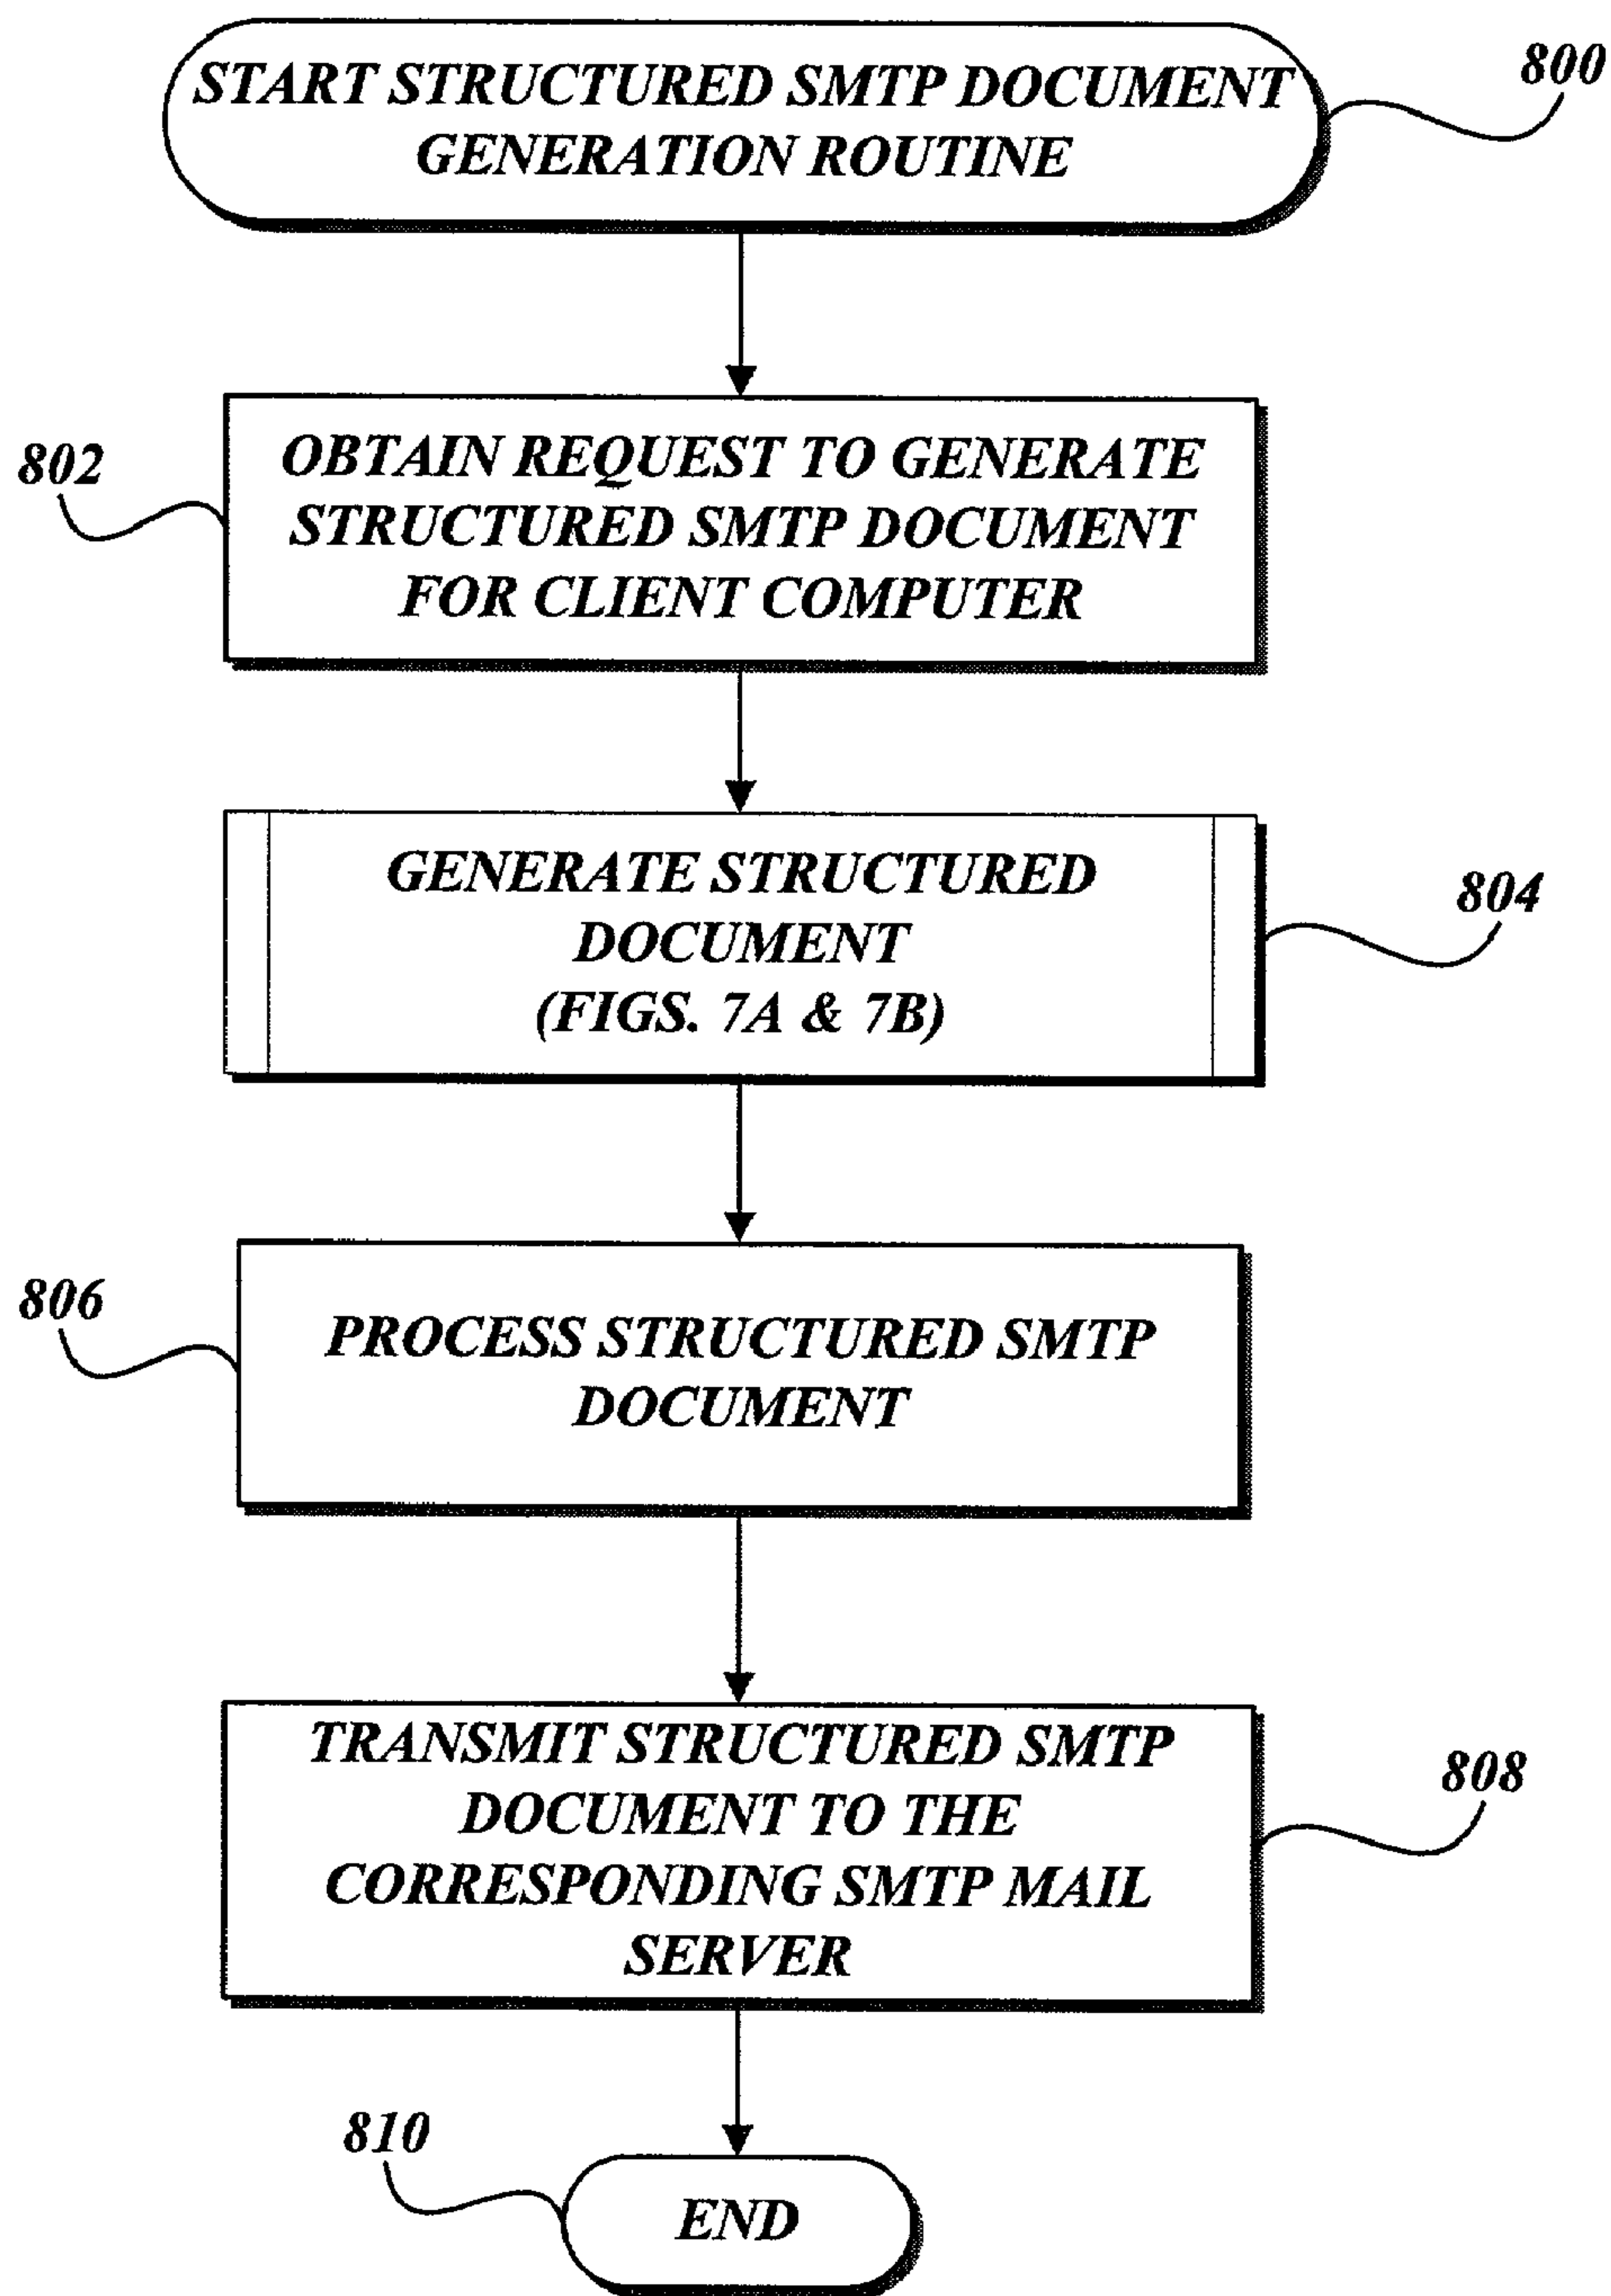 START STRUCTURED SMTP DOCUMENT
GENERATION ROUTINE
800
802
OBTAIN REQUEST TO GENERATE
STRUCTURED SMTP DOCUMENT
FOR CLIENT COMPUTER
GENERATE STRUCTURED
DOCUMENT
(FIGS. 7A & 7B)
804
806
PROCESS STRUCTURED SMTP
DOCUMENT
TRANSMIT STRUCTURED SMTP
DOCUMENT TO THE
CORRESPONDING SMTP MAIL
SERVER
808
810
END